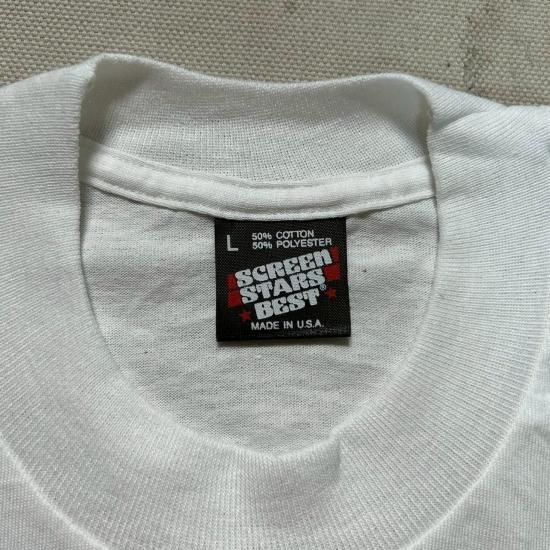 L
50% COTTON
50% POLYESTER
SCREEN
STARS
BEST®
MADE IN U.S.A.